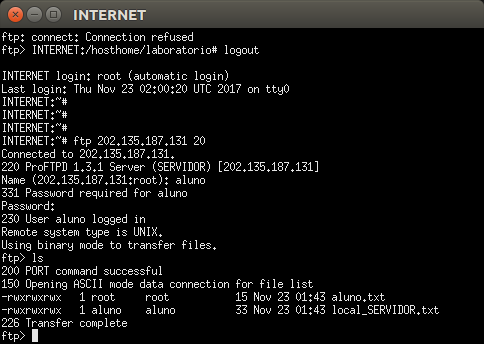 INTERNET
ftp: connect: Connection refused
ftp> INTERNET:/hosthome/laboratorio# logout
INTERNET login: root (automatic login)
Last login: Thu Nov 23 02:00:20 UTC 2017 on tty0
INTERNET:~#
INTERNET:~#
INTERNET:~#
INTERNET:~# ftp 202.135.187.131 20
Connected to 202.135.187.131.
220 ProFTPD 1.3.1 Server (SERVIDOR) [202.135.187.131]
Name (202.135.187.131:root): aluno
331 Password required for aluno
Password:
230 User aluno logged in
Remote system type is UNIX.
Using binary mode to transfer files.
ftp> ls
200 PORT command successful
150 Opening ASCII mode data connection for file list
-rwxrwxrwx   1 root     root           15 Nov 23 01:43 aluno.txt
-rwxrwxrwx   1 aluno    aluno          33 Nov 23 01:43 local_SERVIDOR.txt
226 Transfer complete
ftp>